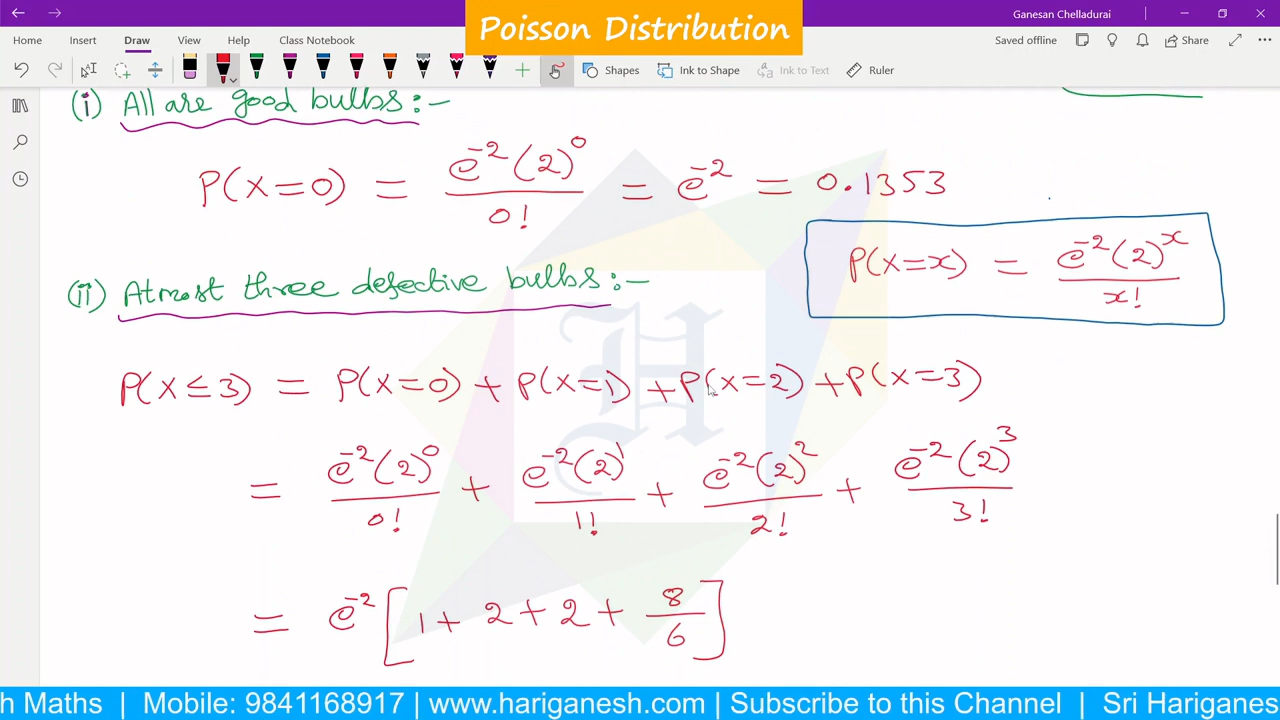 Poisson Distribution
Ganesan Chelladurai
Home Insert Draw View Help Class Notebook Saved offline Share
Shapes Ink to Shape Ink to Text Ruler
(i) All are good bulbs:-
P(X=0) = e^-2 (2)^0 / 0! = e^-2 = 0.1353
P(X=x) = e^-2 (2)^x / x!
(ii) Atmost three defective bulbs:-
P(X≤3) = P(X=0) + P(X=1) + P(X=2) + P(X=3)
= e^-2 (2)^0 / 0! + e^-2 (2)^1 / 1! + e^-2 (2)^2 / 2! + e^-2 (2)^3 / 3!
= e^-2 [1 + 2 + 2 + 8/6]
h Maths | Mobile: 9841168917 | www.hariganesh.com | Subscribe to this Channel | Sri Hariganes